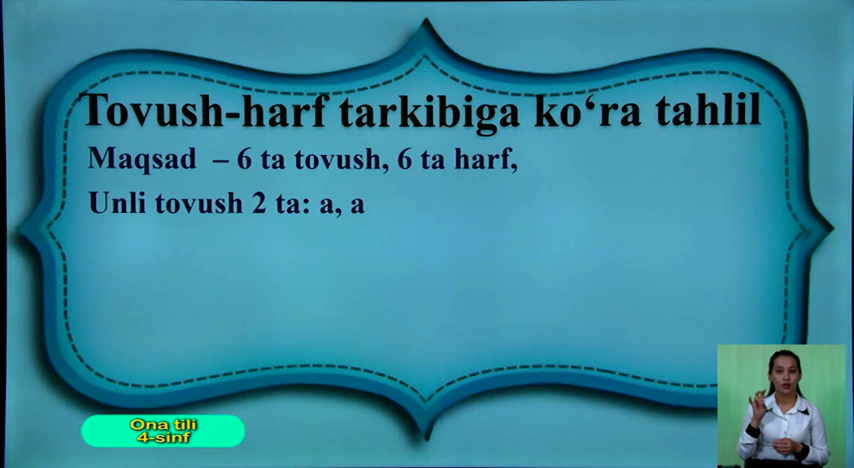 Tovush-harf tarkibiga ko‘ra tahlil
Maqsad – 6 ta tovush, 6 ta harf,
Unli tovush 2 ta: a, a
Ona tili
4-sinf